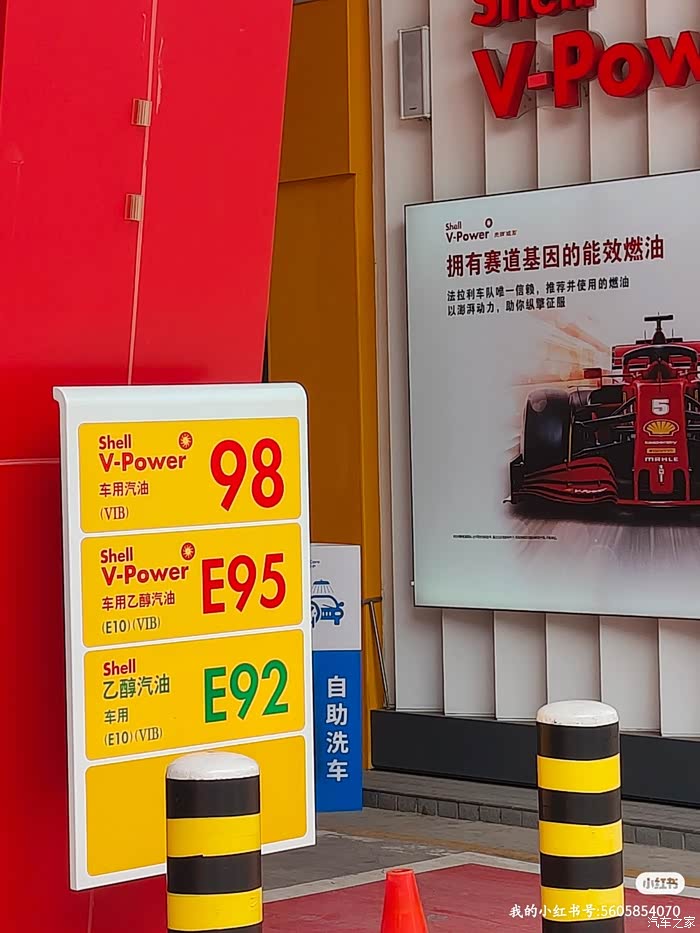 Shell
V-Power
Shell
V-Power
拥有赛道基因的能效燃油
法拉利车队唯一信赖，推荐并使用的燃油
以澎湃动力，助你纵擎征服
5
MAHLE
Shell
V-Power
98
车用汽油
(VIB)
Shell
V-Power
E95
车用乙醇汽油
(E10)(VIB)
Shell
乙醇汽油
E92
车用
(E10)(VIB)
自助洗车
小红书
我的小红书号:5605854070
汽车之家